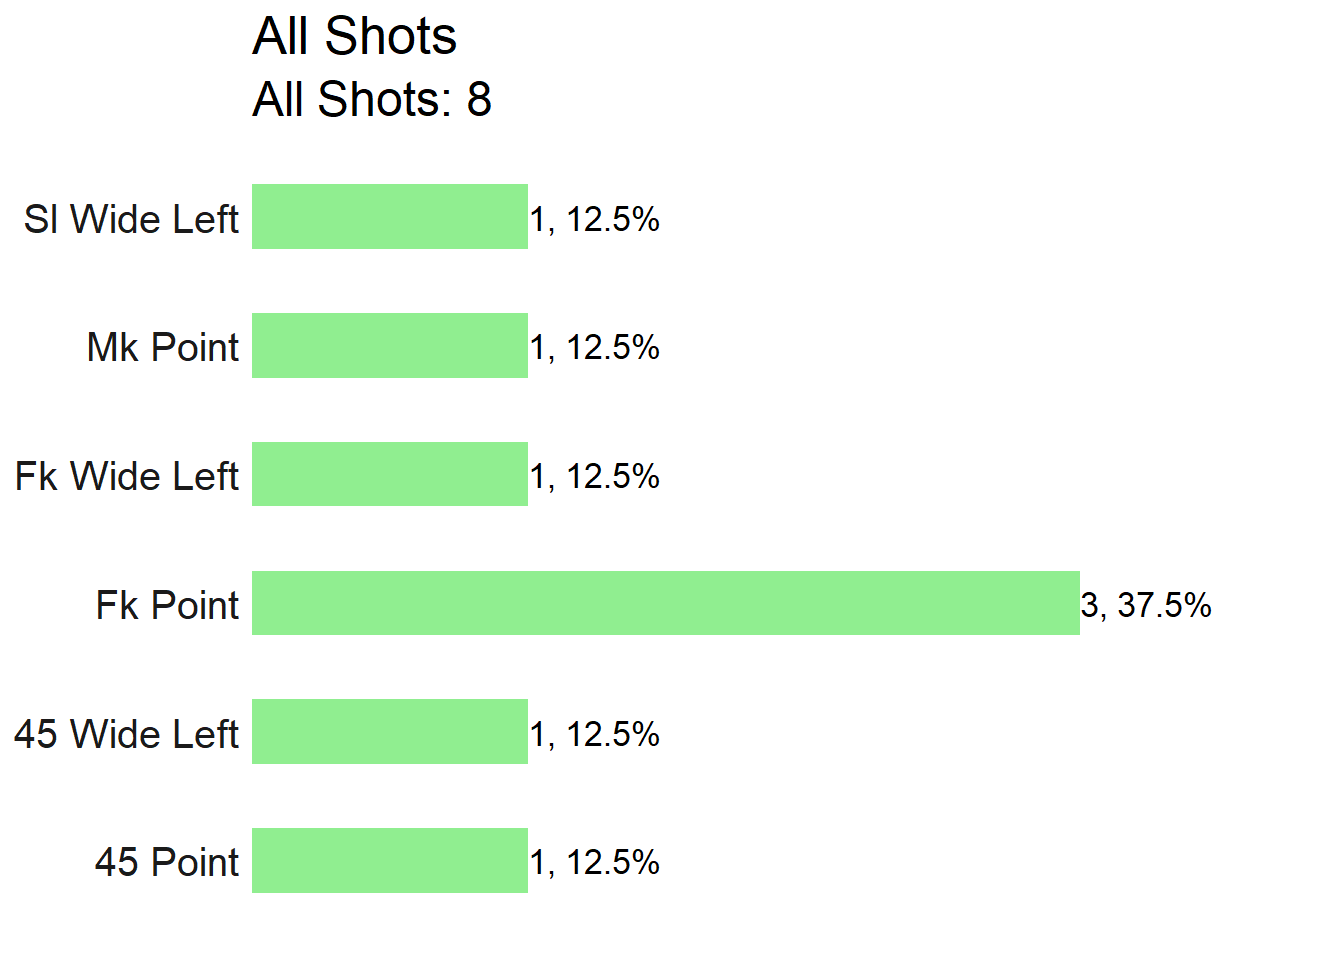 All Shots
All Shots: 8
Sl Wide Left 1, 12.5%
Mk Point 1, 12.5%
Fk Wide Left 1, 12.5%
Fk Point 3, 37.5%
45 Wide Left 1, 12.5%
45 Point 1, 12.5%